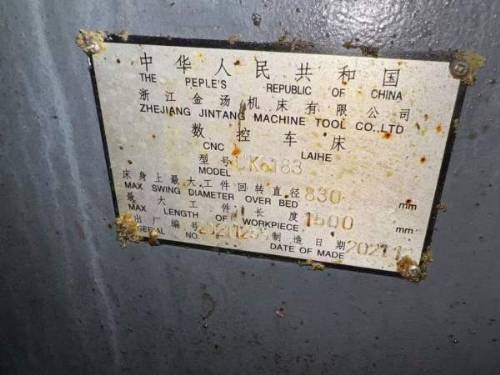 中华人民共和国
THE PEPLE'S REPUBLIC OF CHINA
浙江金汤机床有限公司
ZHEJIANG JINTANG MACHINE TOOL CO.,LTD
数控车床
CNC LAIHE
型号
MODEL K6183
床身上最大工件回转直径 830 mm
MAX SWING DIAMETER OVER BED
最大工件长度 1500 mm
MAX LENGTH OF WORKPIECE
出厂编号 制造日期
SERIAL NO. DATE OF MADE